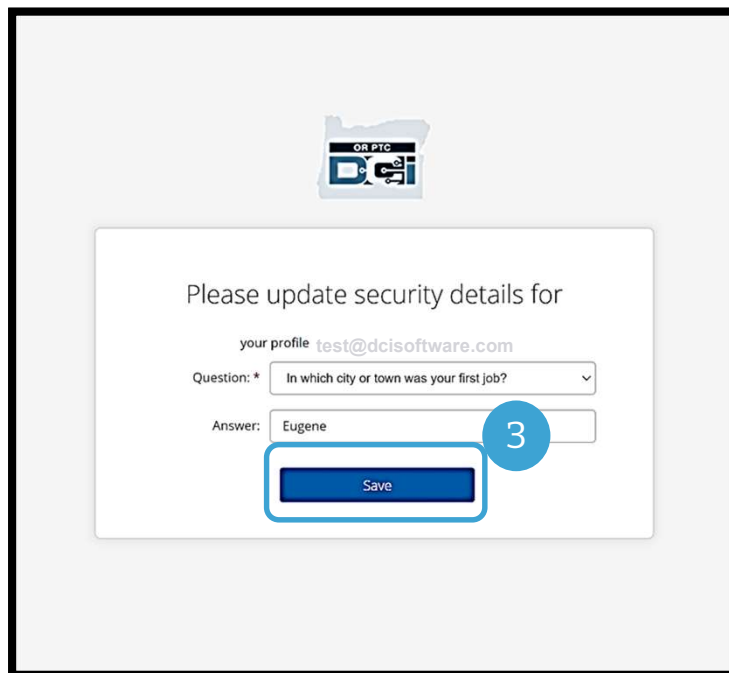 OR PTC
DCi
Please update security details for
your profile test@dcisoftware.com
Question: * In which city or town was your first job?
Answer: Eugene
3
Save